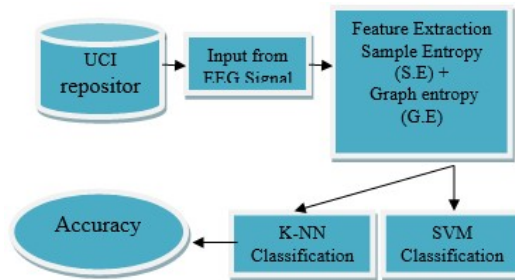 UCI
repositor
Input from
EEG Signal
Feature Extraction
Sample Entropy
(S.E) +
Graph entropy
(G.E)
Accuracy
K-NN
Classification
SVM
Classification